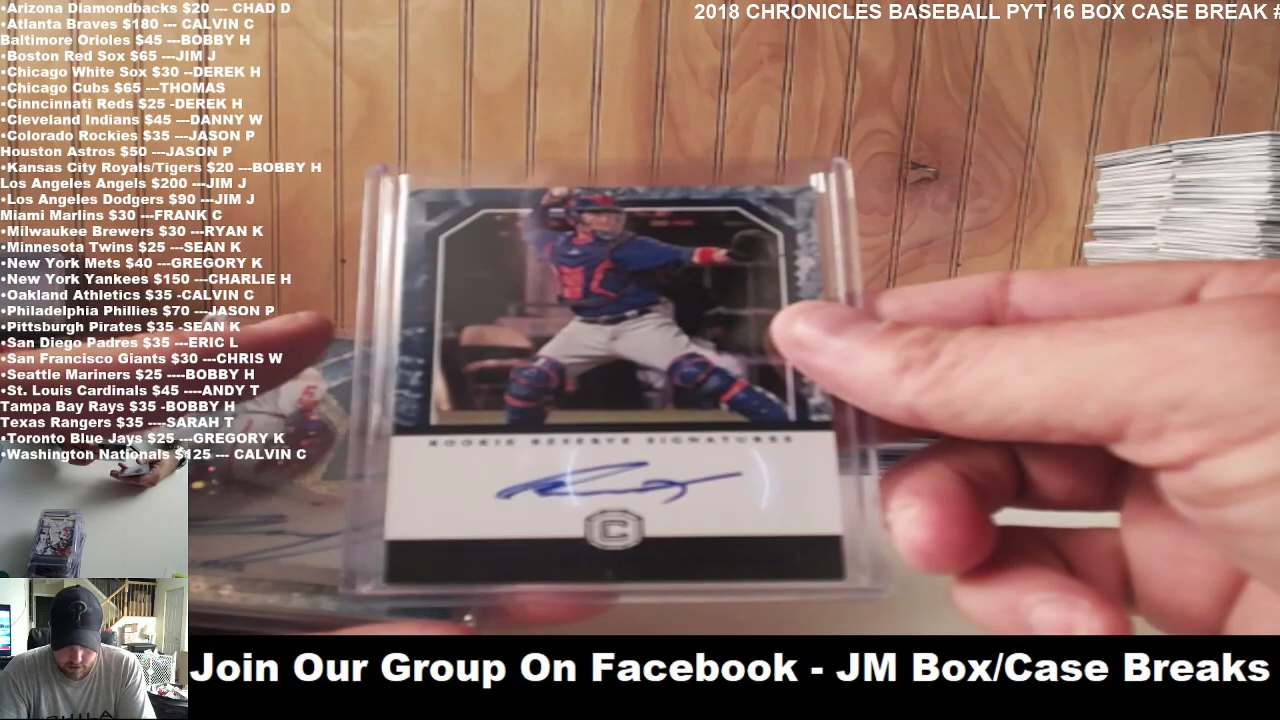 •Arizona Diamondbacks $20 --- CHAD D
•Atlanta Braves $180 --- CALVIN C
Baltimore Orioles $45 ---BOBBY H
•Boston Red Sox $65 ---JIM J
•Chicago White Sox $30 --DEREK H
•Chicago Cubs $65 ---THOMAS
•Cinncinnati Reds $25 -DEREK H
•Cleveland Indians $45 ---DANNY W
•Colorado Rockies $35 ---JASON P
Houston Astros $50 ---JASON P
•Kansas City Royals/Tigers $20 ---BOBBY H
Los Angeles Angels $200 ---JIM J
•Los Angeles Dodgers $90 ---JIM J
Miami Marlins $30 ---FRANK C
•Milwaukee Brewers $30 ---RYAN K
•Minnesota Twins $25 ---SEAN K
•New York Mets $40 ---GREGORY K
•New York Yankees $150 ---CHARLIE H
•Oakland Athletics $35 -CALVIN C
•Philadelphia Phillies $70 ---JASON P
•Pittsburgh Pirates $35 -SEAN K
•San Diego Padres $35 ---ERIC L
•San Francisco Giants $30 ---CHRIS W
•Seattle Mariners $25 ----BOBBY H
•St. Louis Cardinals $45 ----ANDY T
Tampa Bay Rays $35 -BOBBY H
Texas Rangers $35 ----SARAH T
•Toronto Blue Jays $25 ---GREGORY K
•Washington Nationals $125 --- CALVIN C
2018 CHRONICLES BASEBALL PYT 16 BOX CASE BREAK #
ROOKIE RESERVE SIGNATURES
C
Join Our Group On Facebook - JM Box/Case Breaks